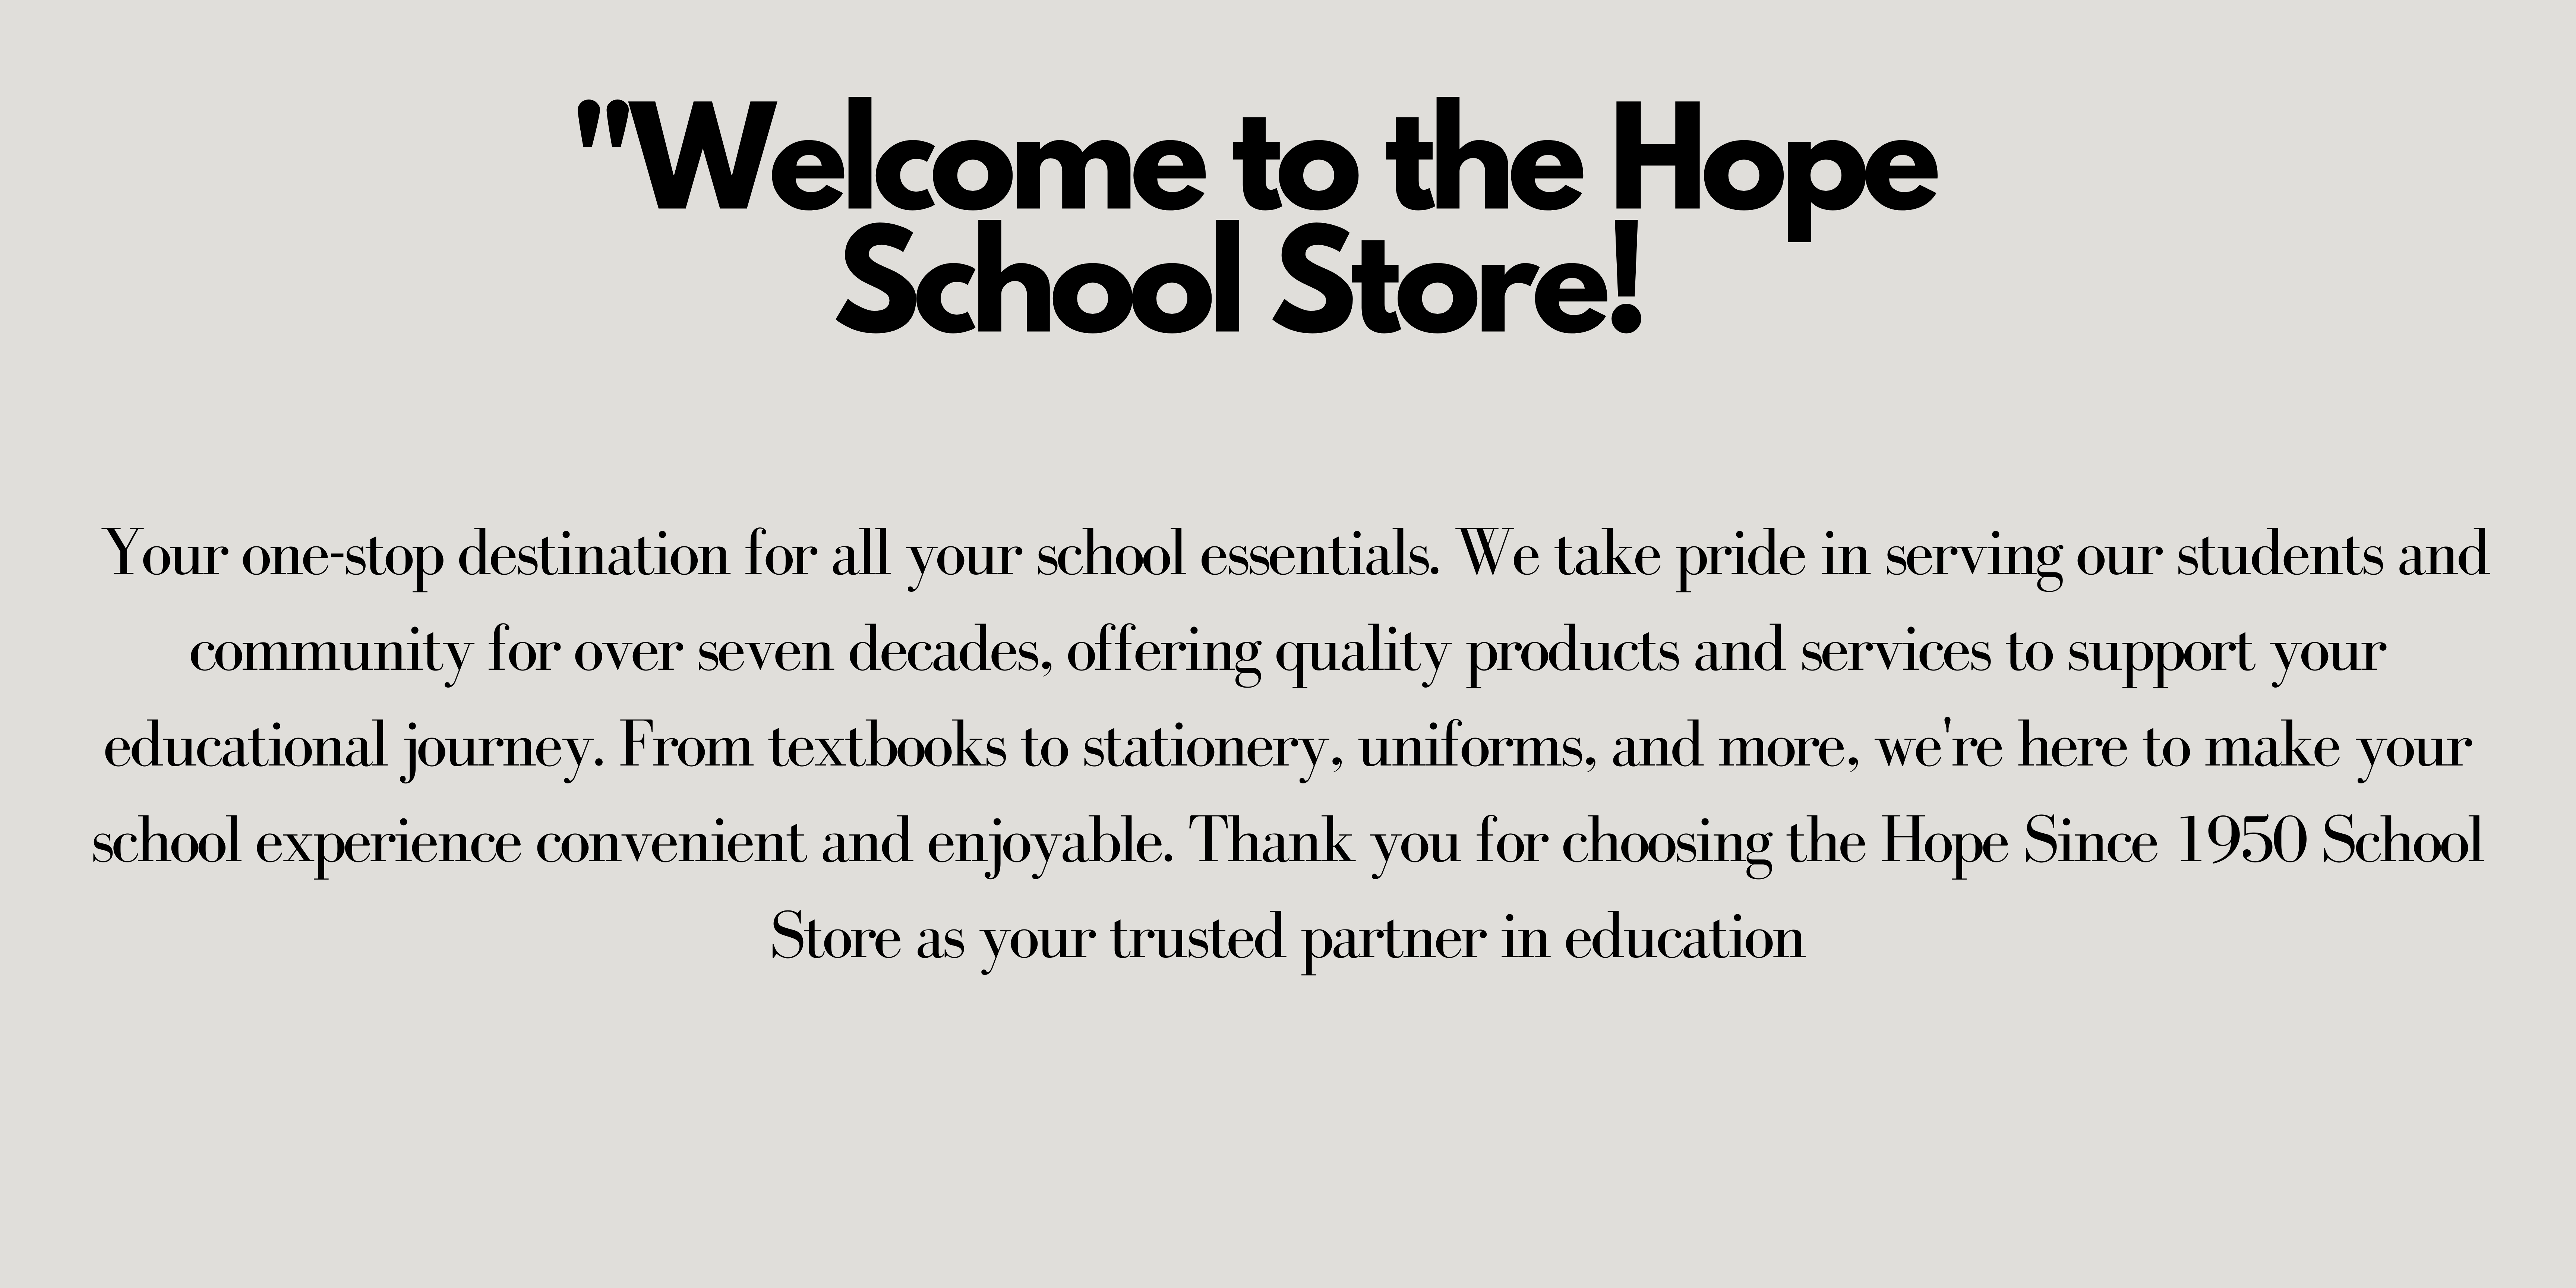 "Welcome to the Hope
School Store!
Your one-stop destination for all your school essentials. We take pride in serving our students and
community for over seven decades, offering quality products and services to support your
educational journey. From textbooks to stationery, uniforms, and more, we're here to make your
school experience convenient and enjoyable. Thank you for choosing the Hope Since 1950 School
Store as your trusted partner in education